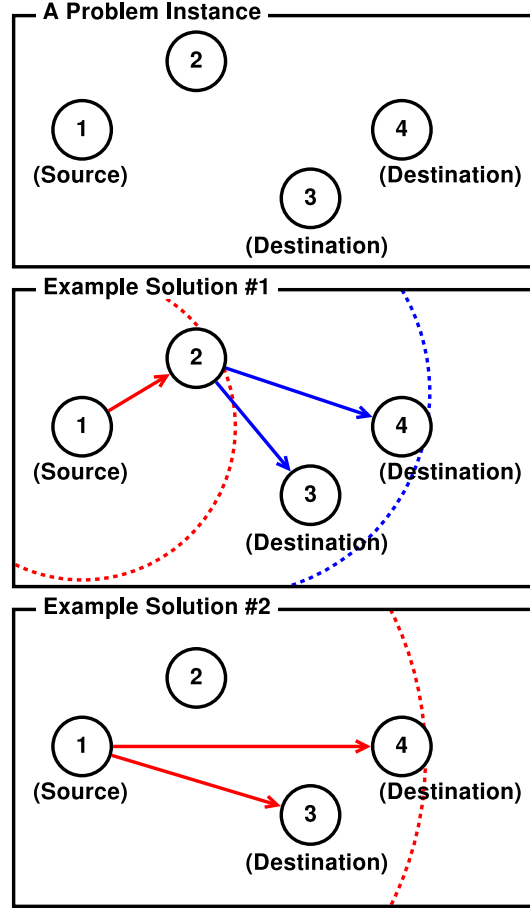 A Problem Instance
2
1
4
(Source)
(Destination)
3
(Destination)
Example Solution #1
2
1
4
(Source)
(Destination)
3
(Destination)
Example Solution #2
2
1
4
(Source)
(Destination)
3
(Destination)